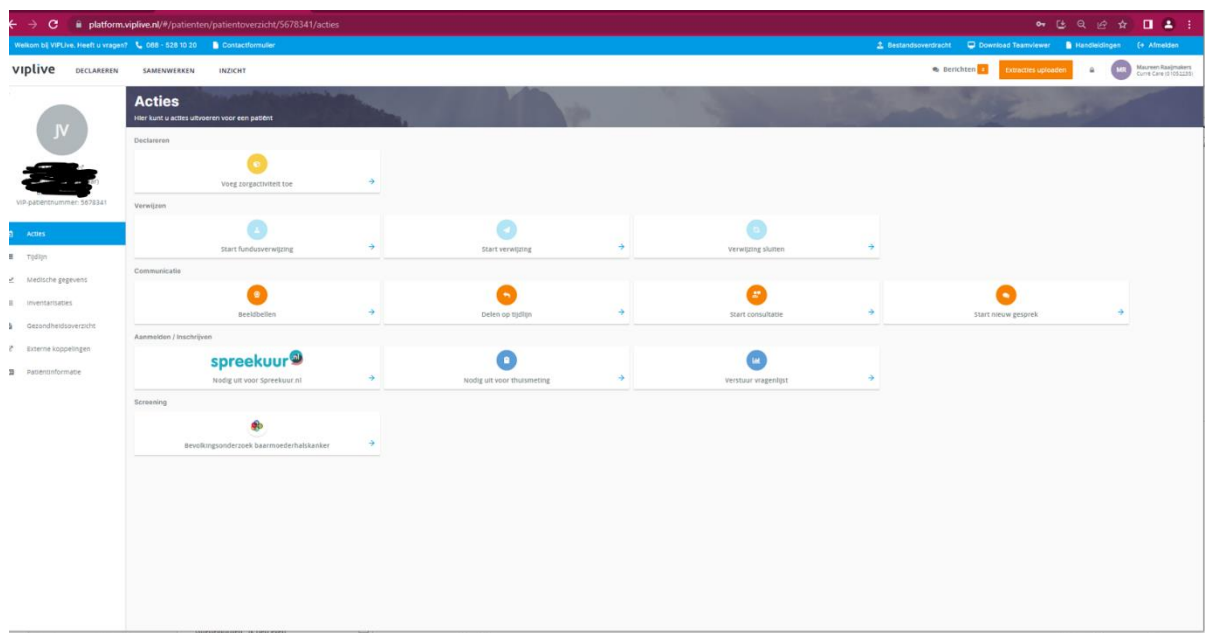 platform.viplive.nl/#/patienten/patientoverzicht/5678341/acties
Welkom bij VIPLive. Heeft u vragen? 088 - 528 10 20 Contactformulier Bestandsoverdracht Download Teamviewer Handleidingen Afmelden
viplive DECLAREREN SAMENWERKEN INZICHT Berichten Extracties uploaden MR Maureen Raaijmakers
JV
Acties
Hier kunt u acties uitvoeren voor een patiënt
VIP-patiëntnummer: 5678341
Acties
Tijdlijn
Medische gegevens
Inventarisaties
Gezondheidsoverzicht
Externe koppelingen
Patiëntinformatie
Declareren
Voeg zorgactiviteit toe
Verwijzen
Start fundusverwijzing Start verwijzing Verwijzing sluiten
Communicatie
Beeldbellen Delen op tijdlijn Start consultatie Start nieuw gesprek
Aanmelden / Inschrijven
spreekuur nl
Nodig uit voor Spreekuur.nl Nodig uit voor thuismeting Verstuur vragenlijst
Screening
Bevolkingsonderzoek baarmoederhalskanker